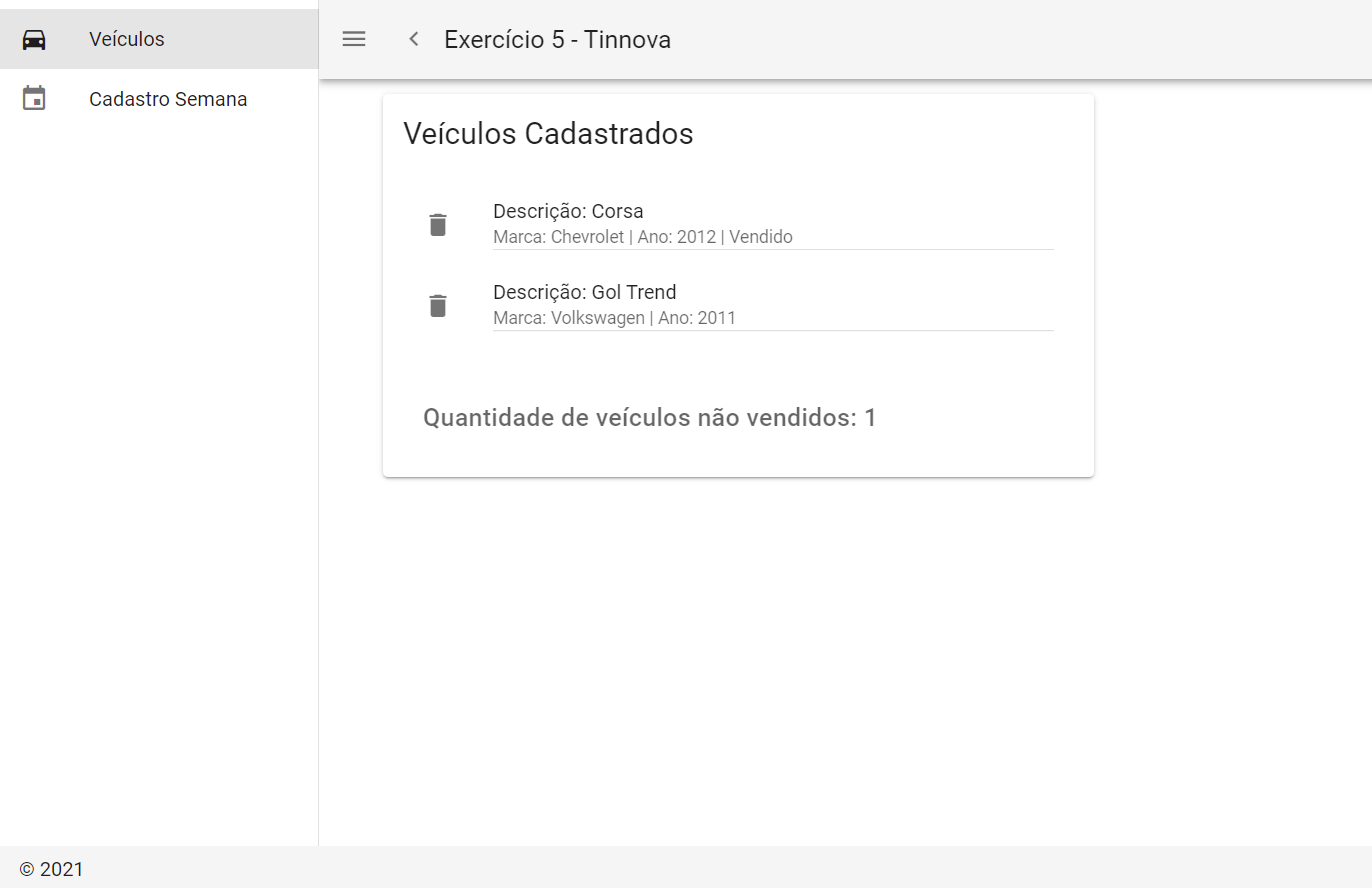 Veículos
Cadastro Semana
Exercício 5 - Tinnova
Veículos Cadastrados
Descrição: Corsa
Marca: Chevrolet | Ano: 2012 | Vendido
Descrição: Gol Trend
Marca: Volkswagen | Ano: 2011
Quantidade de veículos não vendidos: 1
© 2021